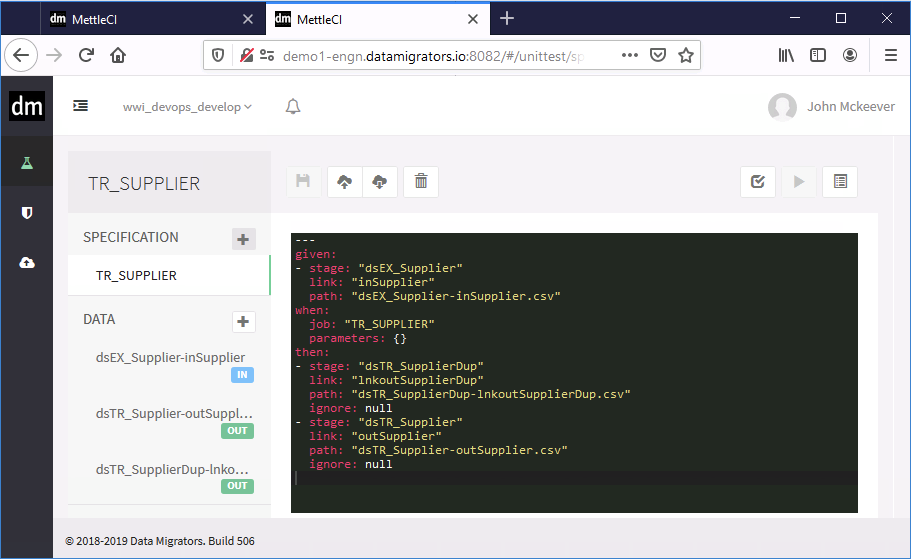 dm MettleCI
dm MettleCI
demo1-engn.datamigrators.io:8082/#/unittest/sp
dm
wwi_devops_develop
John Mckeever
TR_SUPPLIER
SPECIFICATION
TR_SUPPLIER
DATA
dsEX_Supplier-inSupplier
IN
dsTR_Supplier-outSuppl...
OUT
dsTR_SupplierDup-lnko...
OUT
---
given:
- stage: "dsEX_Supplier"
link: "inSupplier"
path: "dsEX_Supplier-inSupplier.csv"
when:
job: "TR_SUPPLIER"
parameters: {}
then:
- stage: "dsTR_SupplierDup"
link: "lnkoutSupplierDup"
path: "dsTR_SupplierDup-lnkoutSupplierDup.csv"
ignore: null
- stage: "dsTR_Supplier"
link: "outSupplier"
path: "dsTR_Supplier-outSupplier.csv"
ignore: null
© 2018-2019 Data Migrators. Build 506